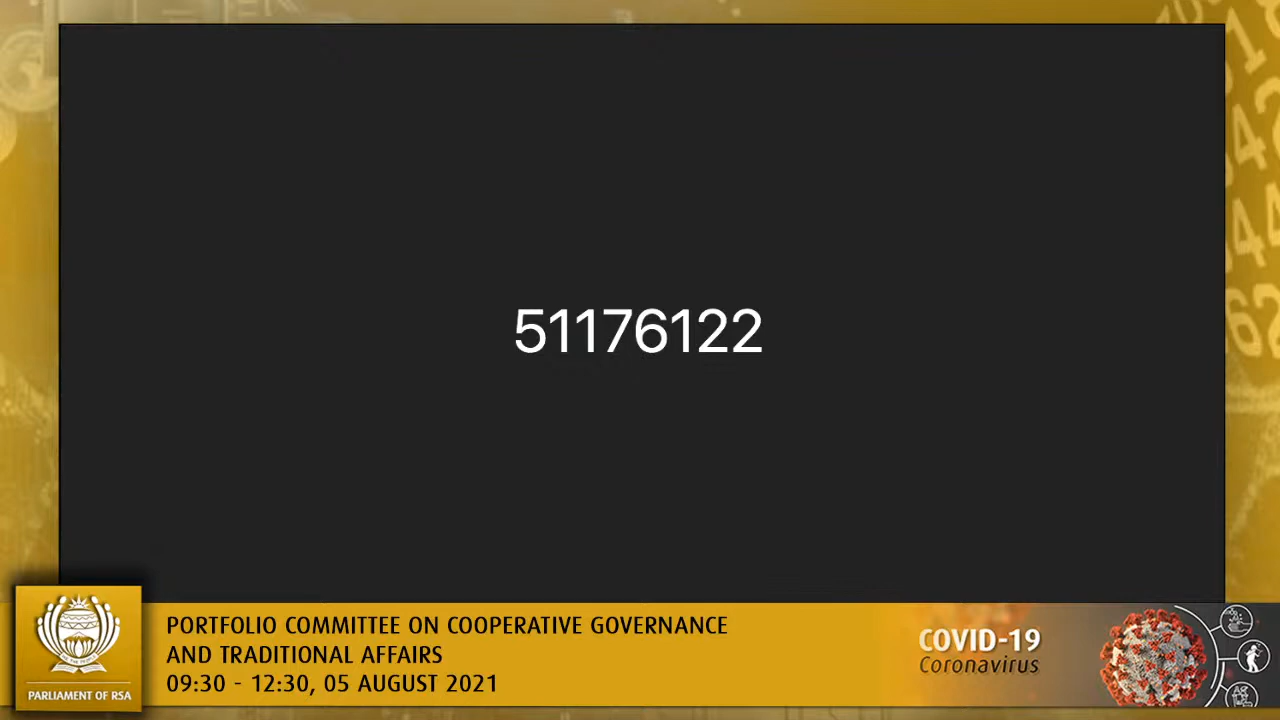 51176122
PORTFOLIO COMMITTEE ON COOPERATIVE GOVERNANCE
AND TRADITIONAL AFFAIRS
09:30 - 12:30, 05 AUGUST 2021
PARLIAMENT OF RSA
COVID-19
Coronavirus